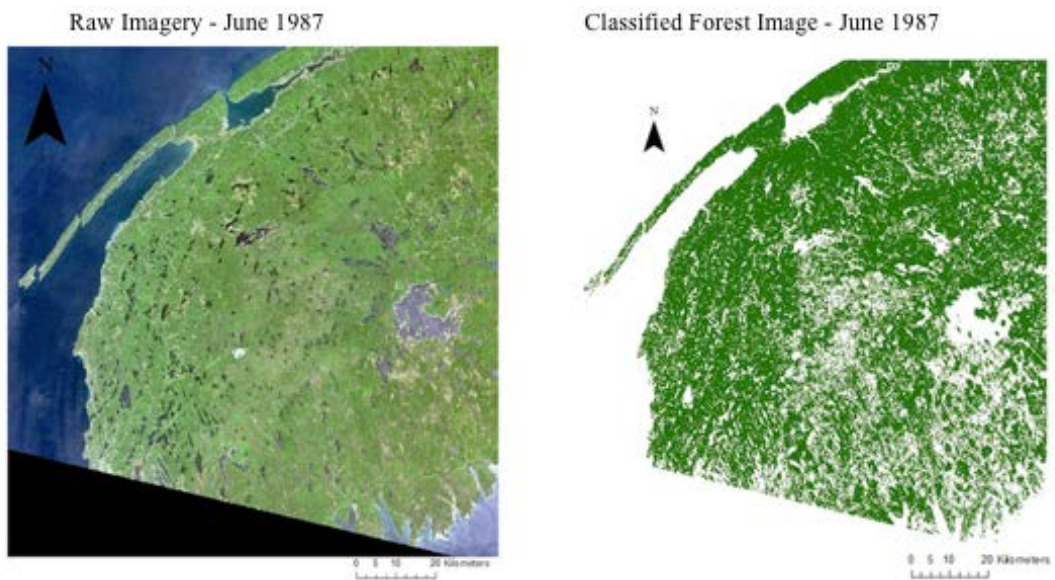 Raw Imagery - June 1987
Classified Forest Image - June 1987
N
N
0 5 10 20 Kilometers
0 5 10 20 Kilometers